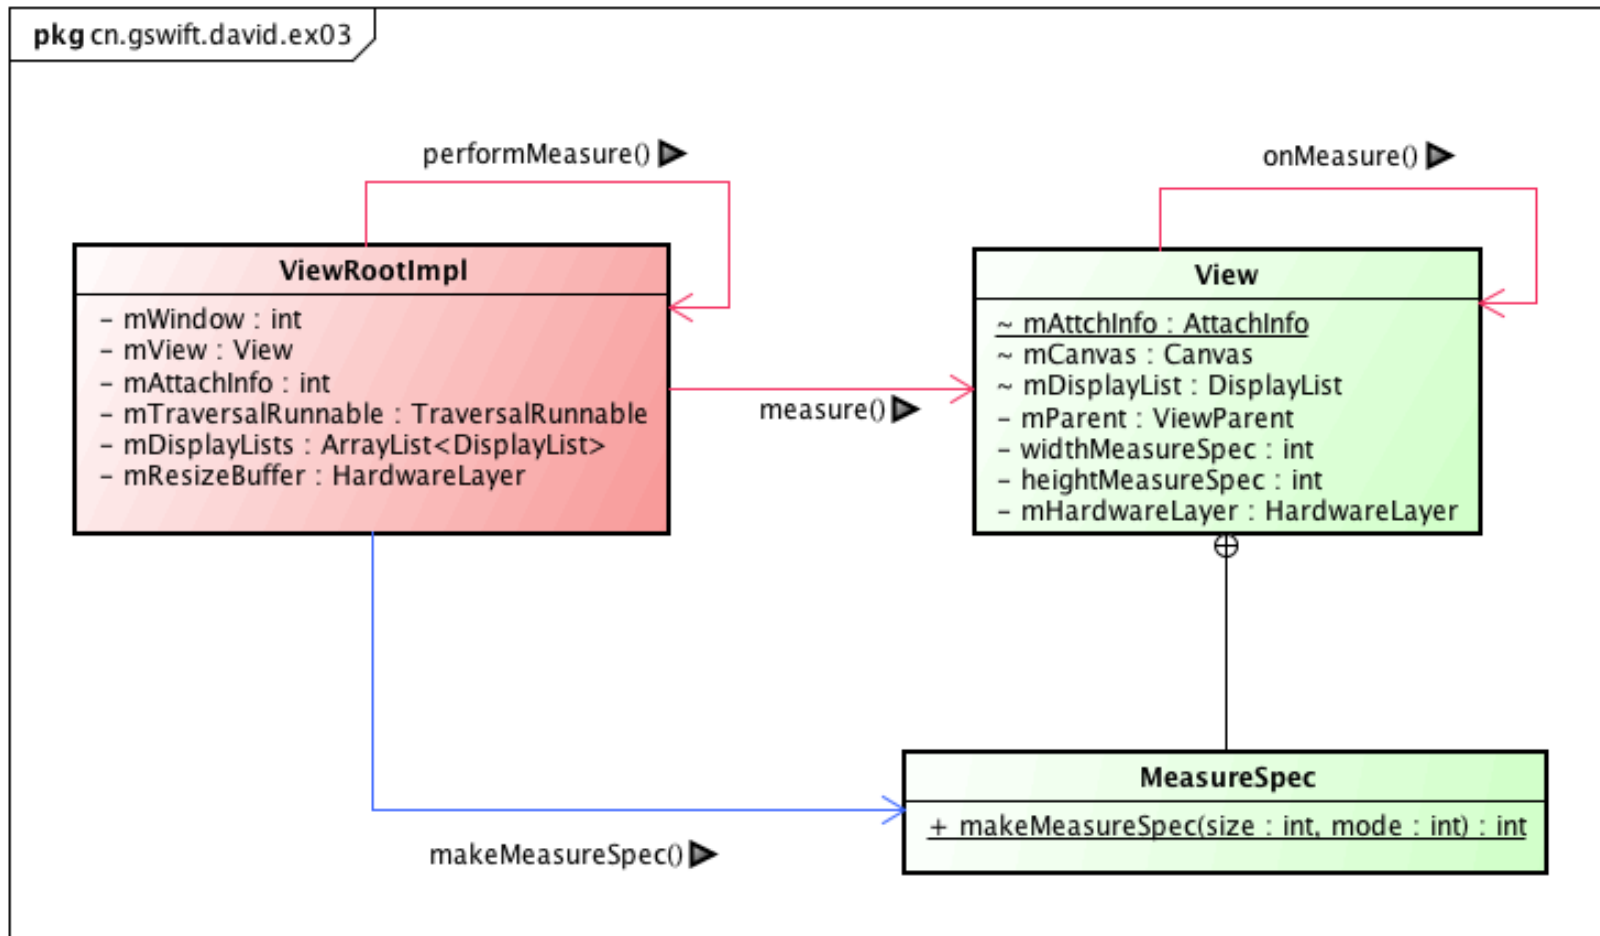 pkg cn.gswift.david.ex03
performMeasure()
onMeasure()
ViewRootImpl
- mWindow : int
- mView : View
- mAttachInfo : int
- mTraversalRunnable : TraversalRunnable
- mDisplayLists : ArrayList<DisplayList>
- mResizeBuffer : HardwareLayer
measure()
View
~ mAttchInfo : AttachInfo
~ mCanvas : Canvas
~ mDisplayList : DisplayList
- mParent : ViewParent
- widthMeasureSpec : int
- heightMeasureSpec : int
- mHardwareLayer : HardwareLayer
MeasureSpec
+ makeMeasureSpec(size : int, mode : int) : int
makeMeasureSpec()